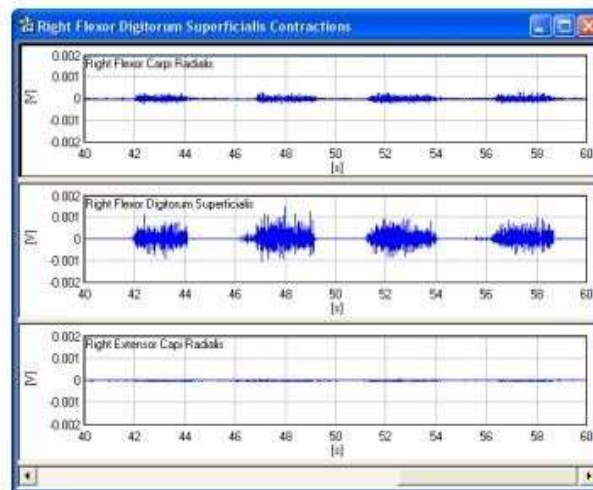 Right Flexor Digitorum Superficialis Contractions
Right Flexor Carpi Radialis
0.002
0.001
0
-0.001
-0.002
[V]
40 42 44 46 48 50 52 54 56 58 60
[s]
Right Flexor Digitorum Superficialis
0.002
0.001
0
-0.001
-0.002
[V]
40 42 44 46 48 50 52 54 56 58 60
[s]
Right Extensor Capi Radialis
0.002
0.001
0
-0.001
-0.002
[V]
40 42 44 46 48 50 52 54 56 58 60
[s]